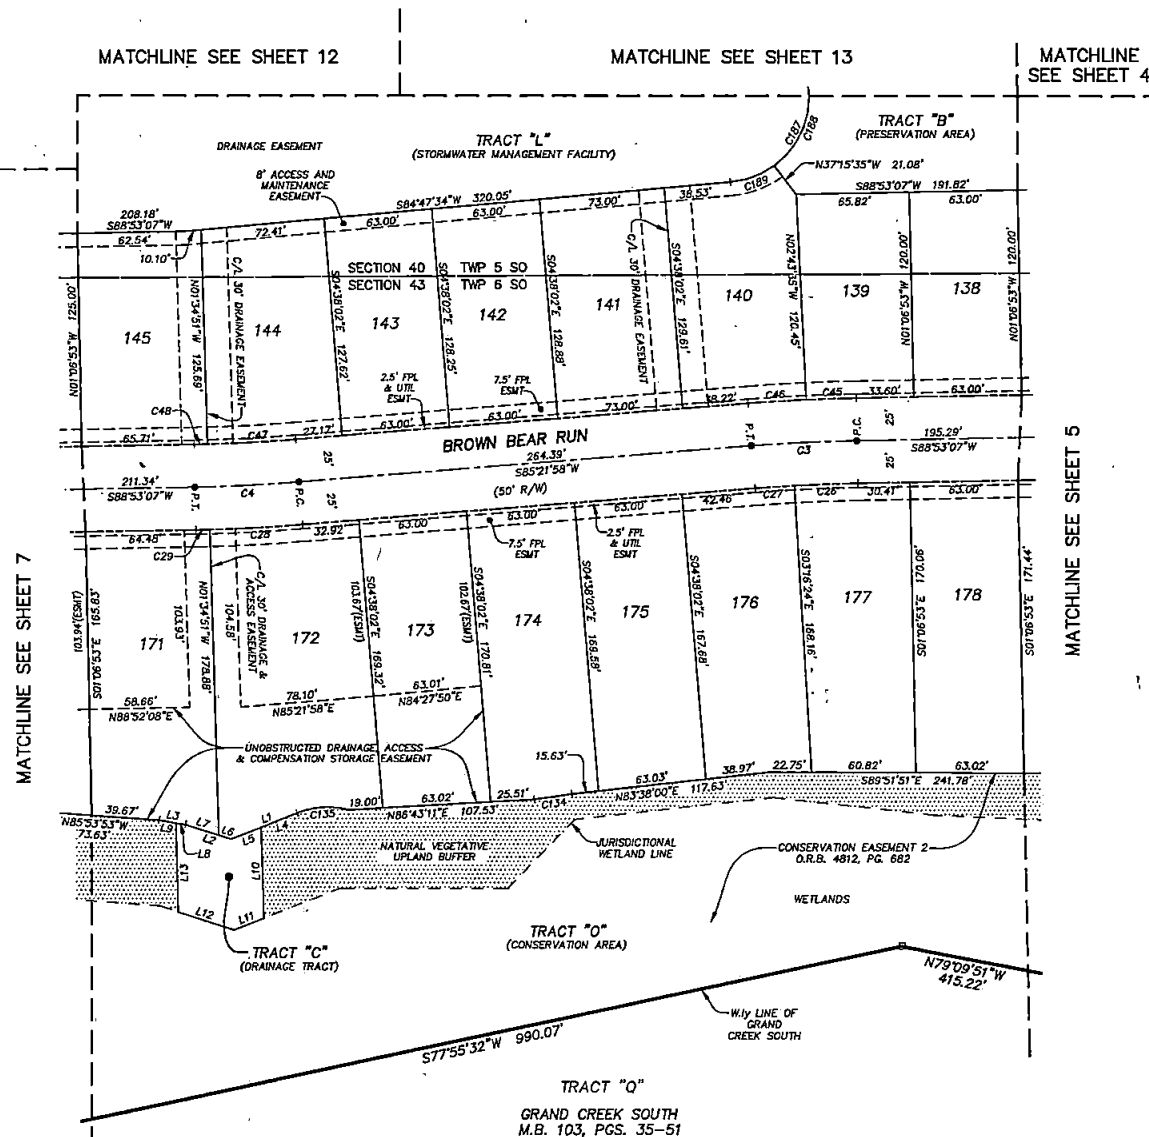 MATCHLINE SEE SHEET 12
MATCHLINE SEE SHEET 13
MATCHLINE
SEE SHEET 4
TRACT "L"
(STORMWATER MANAGEMENT FACILITY)
TRACT "B"
(PRESERVATION AREA)
C187
C188
C189
DRAINAGE EASEMENT
8' ACCESS AND
MAINTENANCE
EASEMENT
N37°15'35"W 21.08'
S88°53'07"W 191.82'
65.82'
63.00'
S84°47'34"W 320.05'
38.53'
73.00'
63.00'
63.00'
72.41'
208.18'
S88°53'07"W
62.54'
10.10'
SECTION 40 TWP 5 SO
SECTION 43 TWP 6 SO
N01°06'53"W 125.00'
145
N01°34'51"W 125.69'
C/L 30' DRAINAGE EASEMENT
144
S04°38'02"E 127.62'
143
S04°38'02"E 128.25'
142
S04°38'02"E 128.88'
141
C/L 30' DRAINAGE EASEMENT
S04°38'02"E 129.61'
140
N02°43'35"W 120.45'
139
N01°06'53"W 120.00'
138
N01°06'53"W 120.00'
2.5' FPL
& UTIL
ESMT
7.5' FPL
ESMT
C48
65.71'
C47
27.17'
63.00'
63.00'
73.00'
38.22'
C46
C45
33.60'
63.00'
BROWN BEAR RUN
264.39'
S85°21'58"W
(50' R/W)
25'
25'
25'
25'
P.T.
C3
P.C.
195.29'
S88°53'07"W
211.34'
S88°53'07"W
P.T.
C4
P.C.
64.48'
C29
C28
32.92
63.00
63.00
63.00
42.46
C27
C26
30.41
63.00'
7.5' FPL
ESMT
2.5' FPL
& UTIL
ESMT
MATCHLINE SEE SHEET 7
MATCHLINE SEE SHEET 5
103.94'(ESMT)
S01°06'53"E 165.63'
171
103.93'
N01°34'51"W 178.88'
C/L 30' DRAINAGE &
ACCESS EASEMENT
104.58'
172
103.67'(ESMT)
S04°38'02"E 169.32'
173
102.67'(ESMT)
S04°38'02"E 170.81'
174
S04°38'02"E 168.58'
175
S04°38'02"E 167.68'
176
S03°16'24"E 168.16'
177
S01°06'53"E 170.06'
178
S01°06'53"E 171.44'
58.66'
N88°52'08"E
78.10'
N85°21'58"E
63.01'
N84°27'50"E
UNOBSTRUCTED DRAINAGE, ACCESS
& COMPENSATION STORAGE EASEMENT
39.67'
N85°53'53"W
73.63'
L3
L9
L7
L8
L2
L6
L5
L1
L4
C135
19.00'
63.02'
N86°43'11"E 107.53'
25.51'
15.63'
C134
63.03'
N83°38'00"E 117.63'
38.97'
22.75'
60.82'
63.02'
S89°51'51"E 241.78'
L13
L10
L12
L11
NATURAL VEGETATIVE
UPLAND BUFFER
JURISDICTIONAL
WETLAND LINE
CONSERVATION EASEMENT 2
O.R.B. 4812, PG. 682
WETLANDS
TRACT "C"
(DRAINAGE TRACT)
TRACT "O"
(CONSERVATION AREA)
N79°09'51"W
415.22'
W.ly LINE OF
GRAND
CREEK SOUTH
S77°55'32"W 990.07'
TRACT "Q"
GRAND CREEK SOUTH
M.B. 103, PGS. 35-51